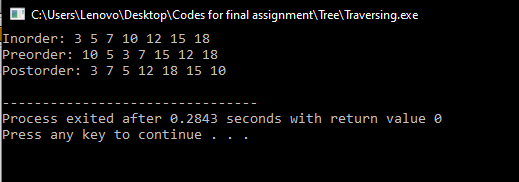 C:\Users\Lenovo\Desktop\Codes for final assignment\Tree\Traversing.exe
Inorder: 3 5 7 10 12 15 18
Preorder: 10 5 3 7 15 12 18
Postorder: 3 7 5 12 18 15 10
--------------------------------
Process exited after 0.2843 seconds with return value 0
Press any key to continue . . .